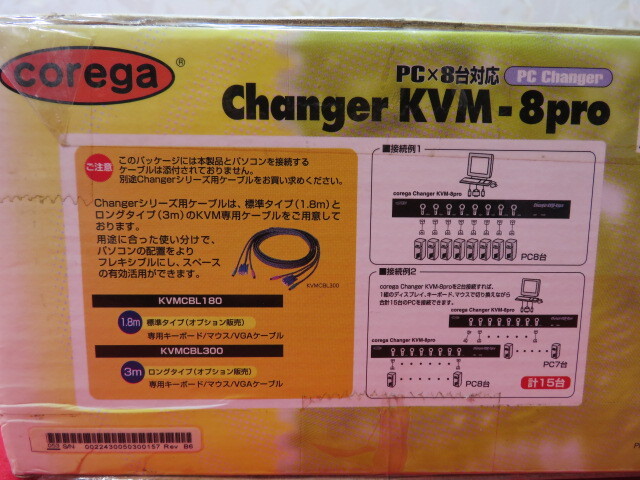 corega®
PC×8台対応
PC Changer
Changer KVM-8pro
ご注意
このパッケージには本製品とパソコンを接続する
ケーブルは添付されておりません。
別途Changerシリーズ用ケーブルをお買い求めください。
Changerシリーズ用ケーブルは、標準タイプ(1.8m)と
ロングタイプ(3m)のKVM専用ケーブルをご用意して
おります。
用途に合った使い分けで、
パソコンの配置をより
フレキシブルにし、スペース
の有効活用ができます。
KVMCBL300
KVMCBL180
1.8m 標準タイプ(オプション販売)
専用キーボード/マウス/VGAケーブル
KVMCBL300
3m ロングタイプ(オプション販売)
専用キーボード/マウス/VGAケーブル
■接続例1
corega Changer KVM-8pro
PC8台
■接続例2
corega Changer KVM-8proを2台接続すれば、
1組のディスプレイ、キーボード、マウスで切り換えながら
合計15台のPCを接続できます。
corega Changer KVM-8pro
corega Changer KVM-8pro
PC7台
PC8台
計15台
S/N 0022430050300157 Rev B6